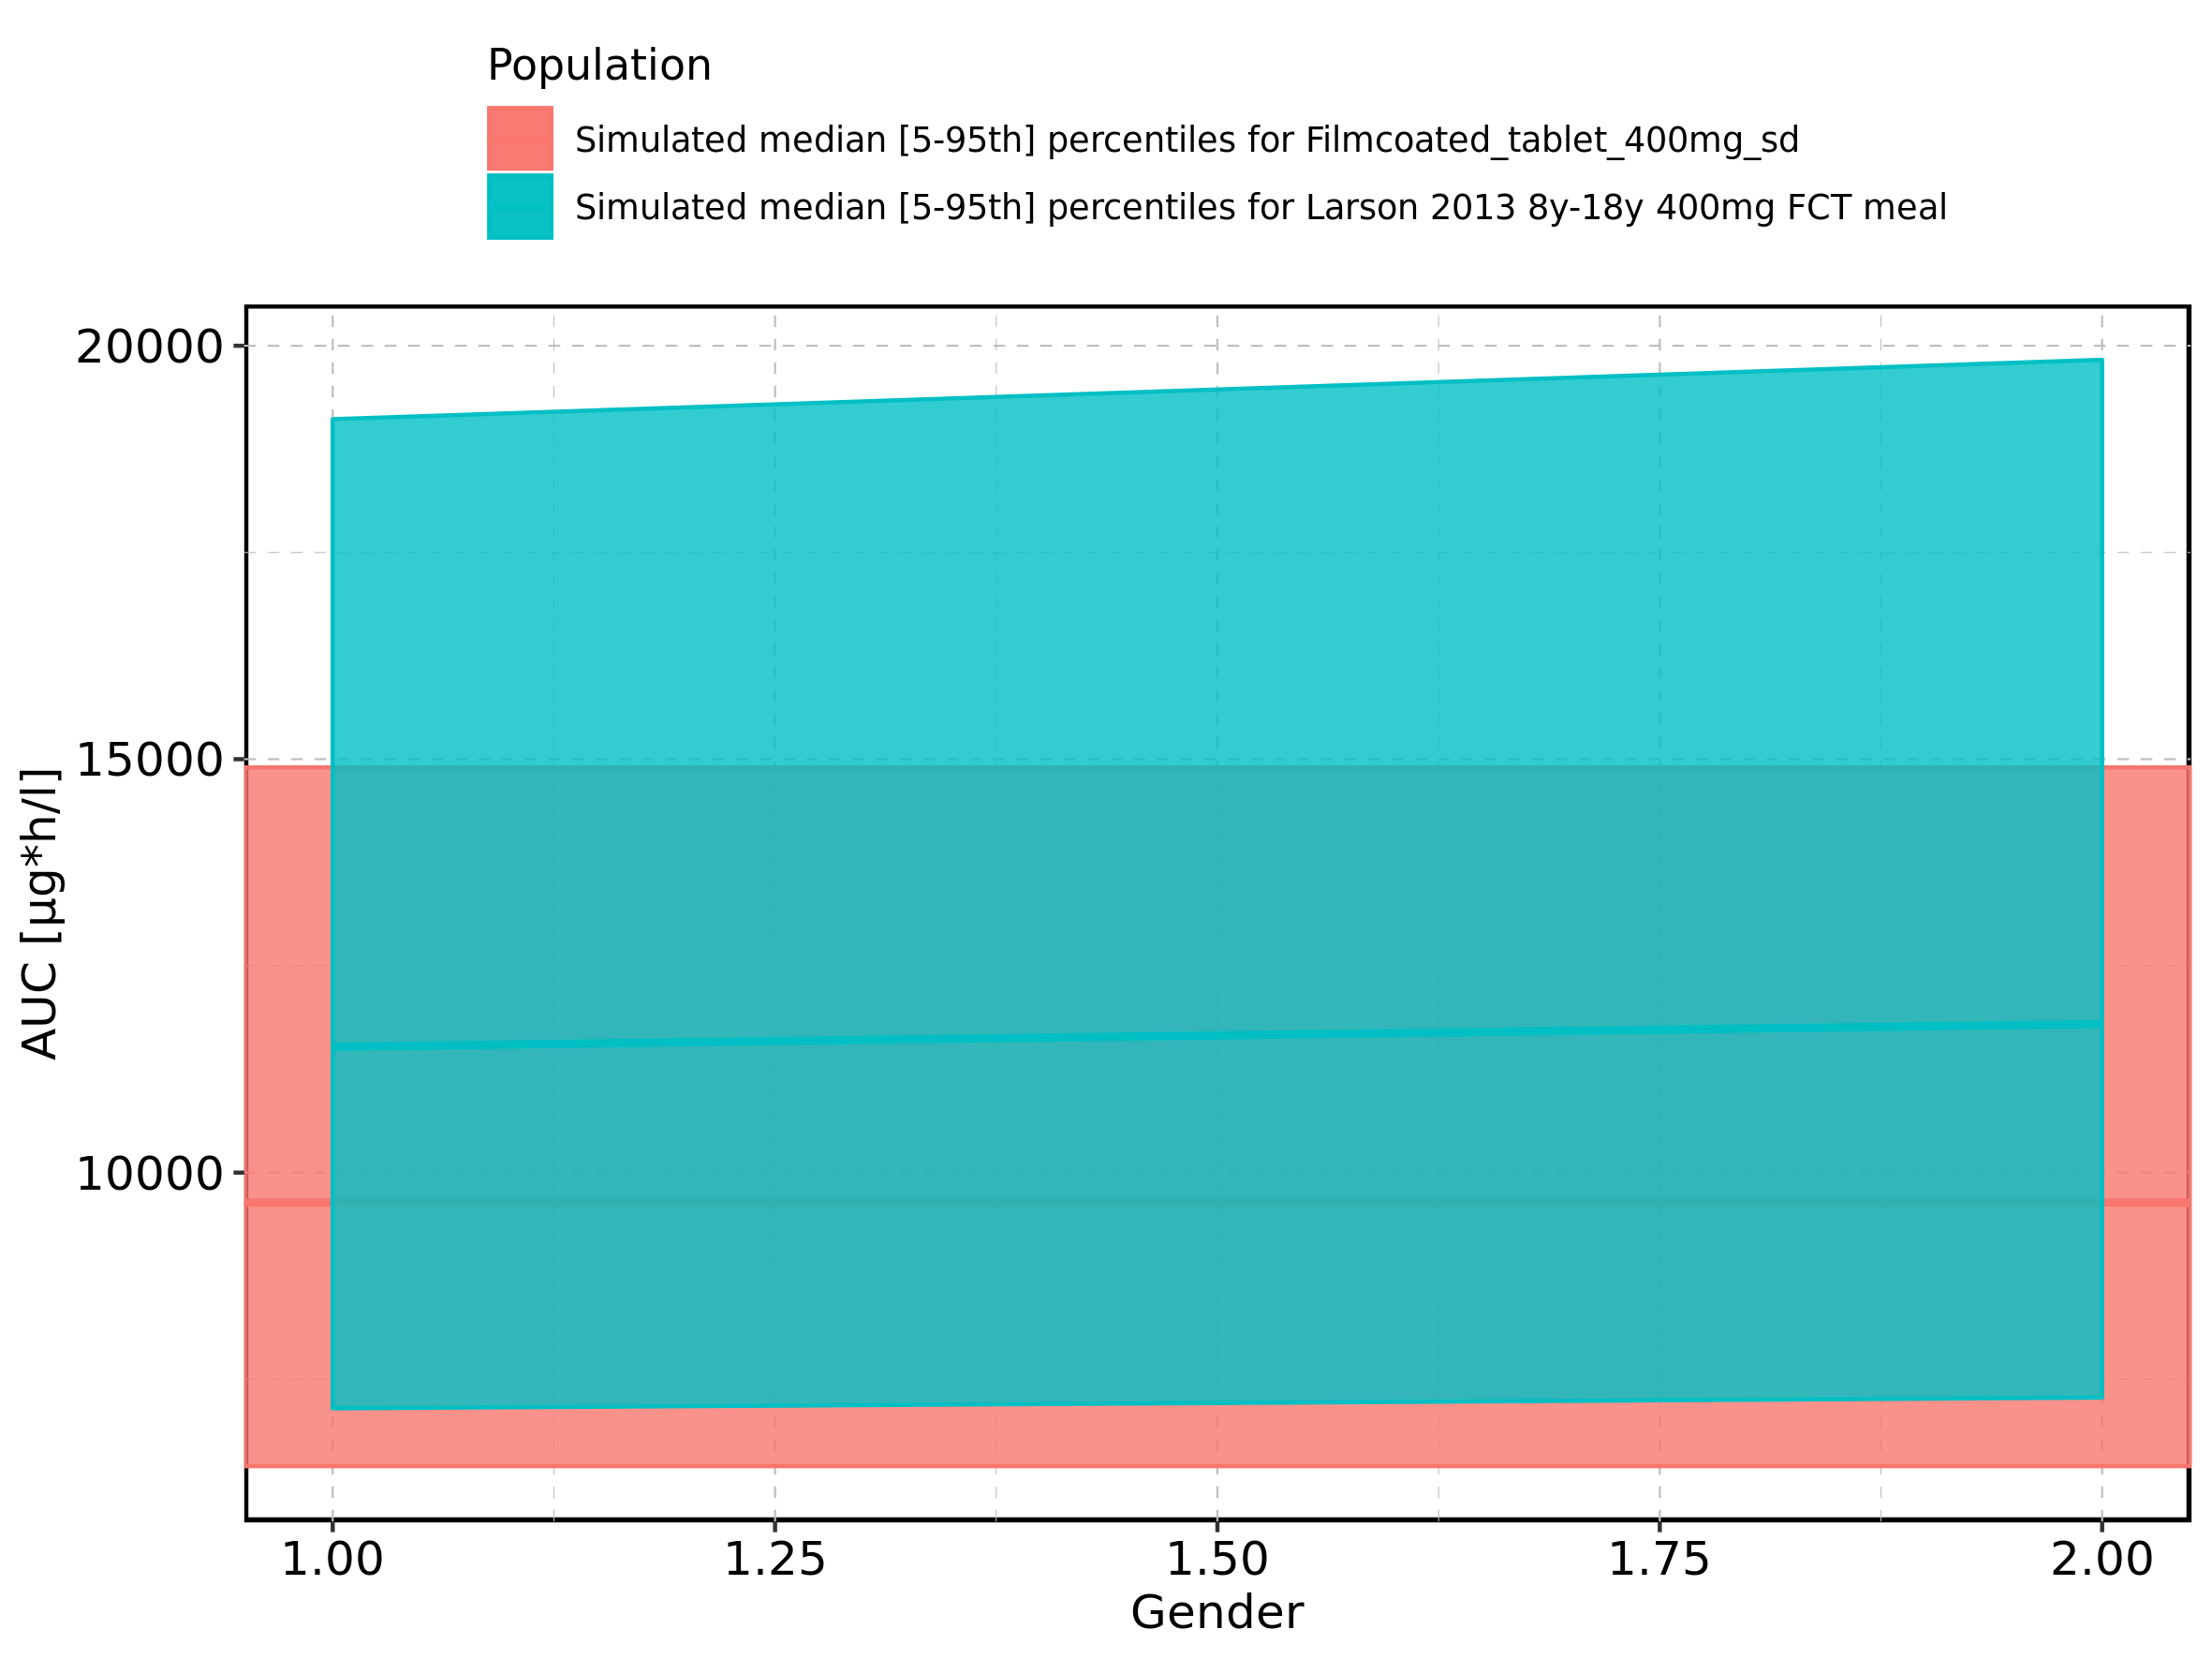 Population
Simulated median [5-95th] percentiles for Filmcoated_tablet_400mg_sd
Simulated median [5-95th] percentiles for Larson 2013 8y-18y 400mg FCT meal
20000
15000
10000
AUC [µg*h/l]
1.00 1.25 1.50 1.75 2.00
Gender